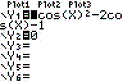 Plot1 Plot2 Plot3
\Y1=cos(X)²-2co
s(X)-1
\Y2=0
\Y3=
\Y4=
\Y5=
\Y6=